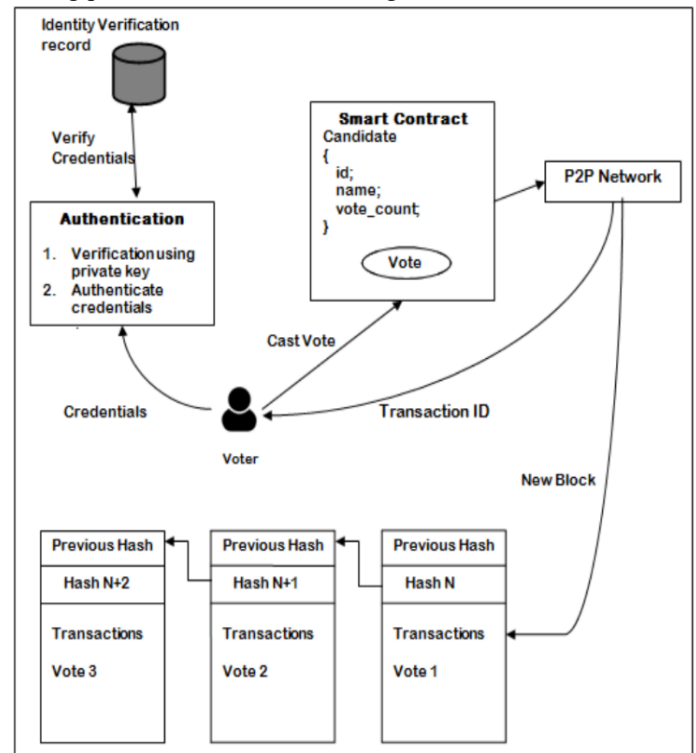 Identity Verification
record
Verify
Credentials
Authentication
1. Verification using
private key
2. Authenticate
credentials
Smart Contract
Candidate
{
id;
name;
vote_count;
}
Vote
P2P Network
Cast Vote
Credentials
Voter
Transaction ID
New Block
Previous Hash
Hash N+2
Transactions
Vote 3
Previous Hash
Hash N+1
Transactions
Vote 2
Previous Hash
Hash N
Transactions
Vote 1